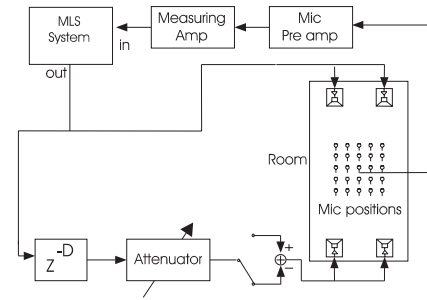 MLS
System
Measuring
Amp
Mic
Pre amp
in
out
Room
Mic positions
Z^-D
Attenuator
+
−